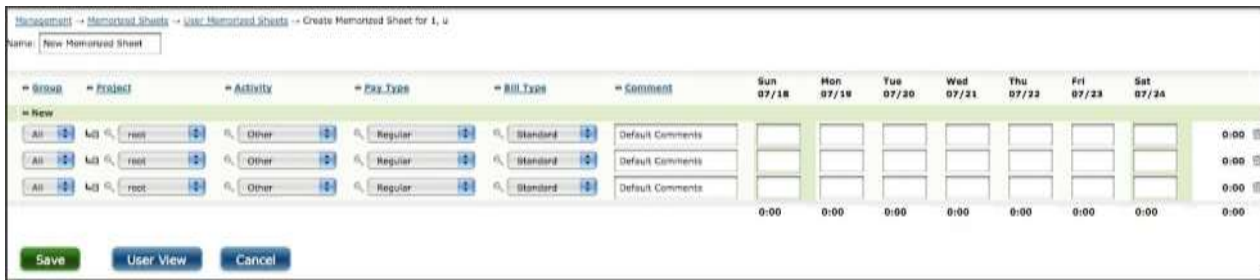 Management → Memorized Sheets → User Memorized Sheets → Create Memorized Sheet for 1, u
Name: New Memorized Sheet
Group Project Activity Pay Type Bill Type Comment Sun 07/18 Mon 07/19 Tue 07/20 Wed 07/21 Thu 07/22 Fri 07/23 Sat 07/24
New
All root Other Regular Standard Default Comments 0:00
All root Other Regular Standard Default Comments 0:00
All root Other Regular Standard Default Comments 0:00
0:00 0:00 0:00 0:00 0:00 0:00 0:00 0:00
Save User View Cancel